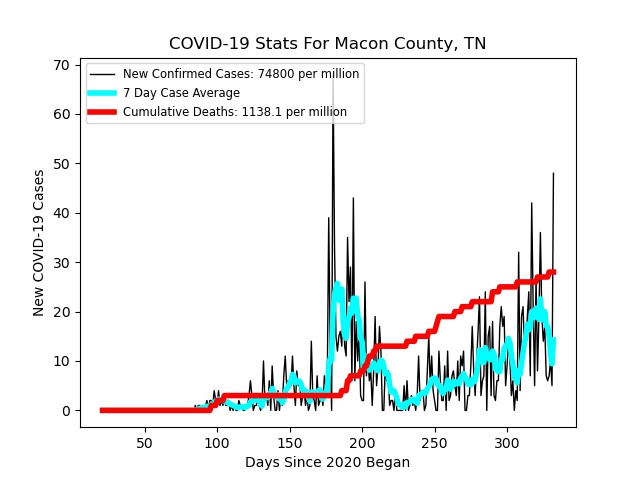 COVID-19 Stats For Macon County, TN
New Confirmed Cases: 74800 per million
7 Day Case Average
Cumulative Deaths: 1138.1 per million
New COVID-19 Cases
70
60
50
40
30
20
10
0
50 100 150 200 250 300
Days Since 2020 Began